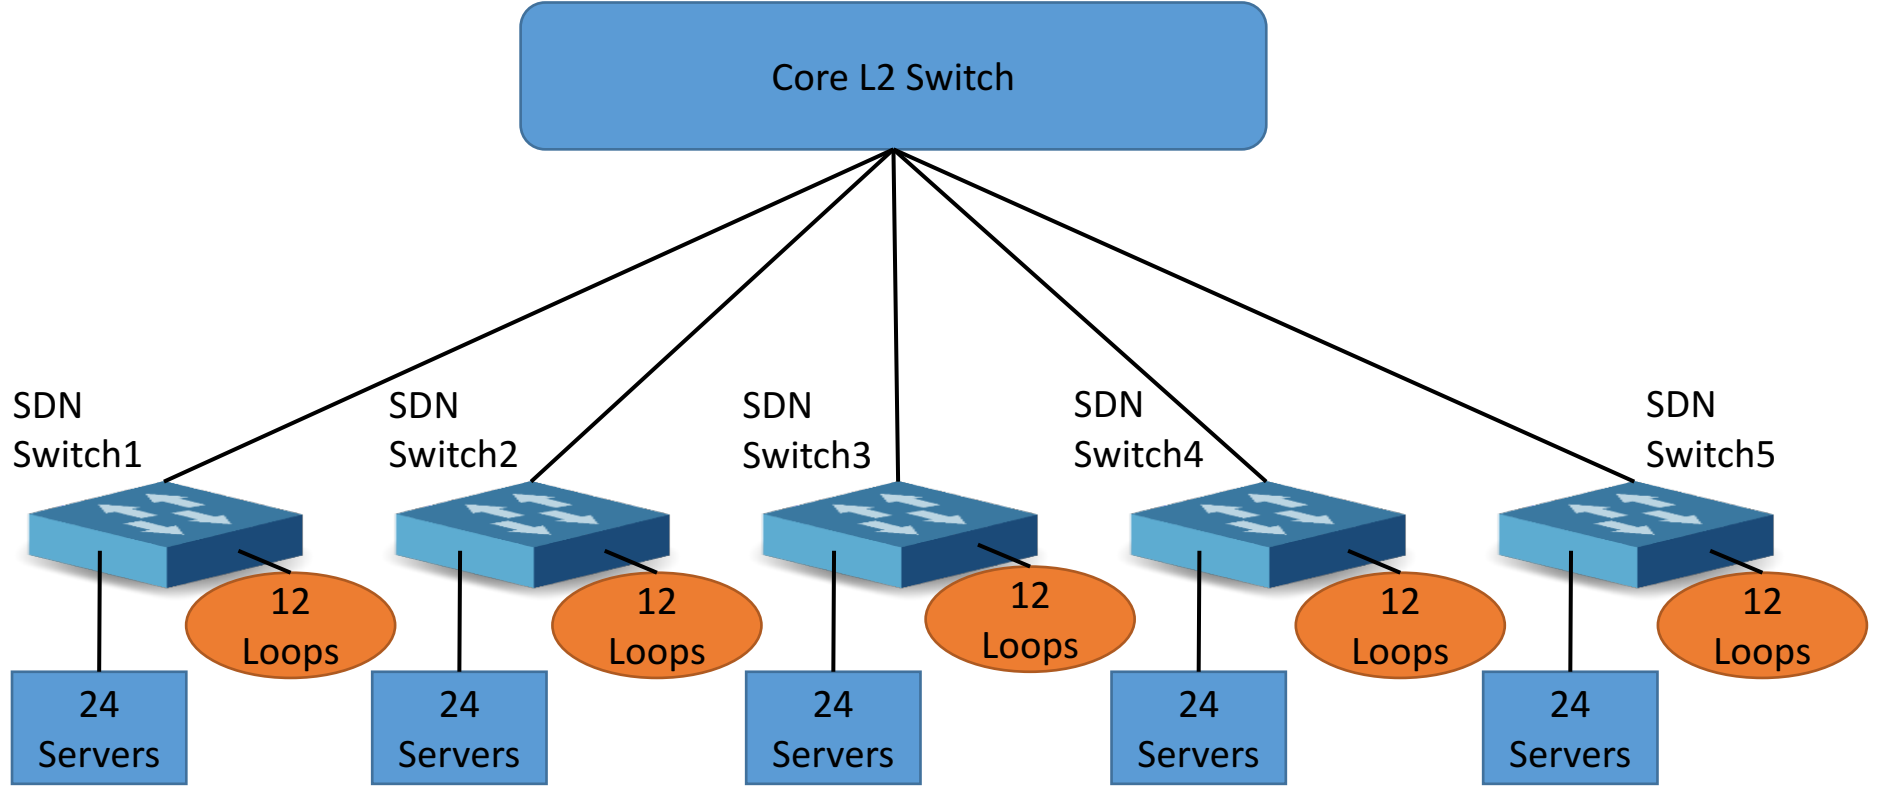 Core L2 Switch
SDN
Switch1
SDN
Switch2
SDN
Switch3
SDN
Switch4
SDN
Switch5
12
Loops
12
Loops
12
Loops
12
Loops
12
Loops
24
Servers
24
Servers
24
Servers
24
Servers
24
Servers